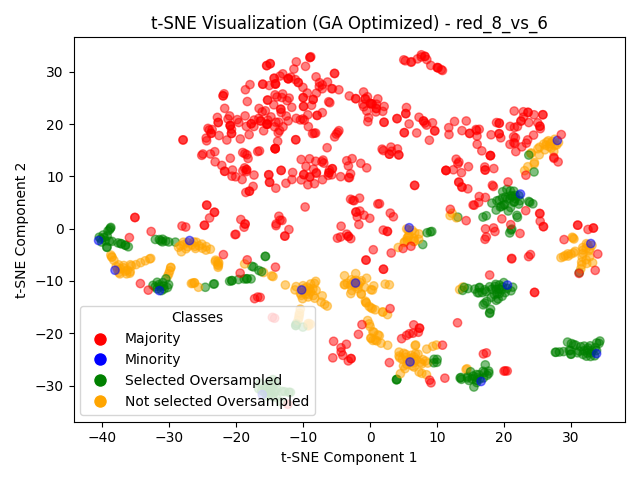 t-SNE Visualization (GA Optimized) - red_8_vs_6
t-SNE Component 2
30
20
10
0
−10
−20
−30
Classes
Majority
Minority
Selected Oversampled
Not selected Oversampled
−40 −30 −20 −10 0 10 20 30
t-SNE Component 1